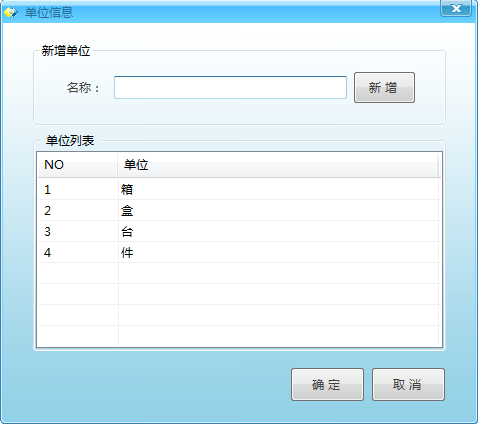 单位信息
新增单位
名称：
新 增
单位列表
NO 单位
1 箱
2 盒
3 台
4 件
确 定 取 消